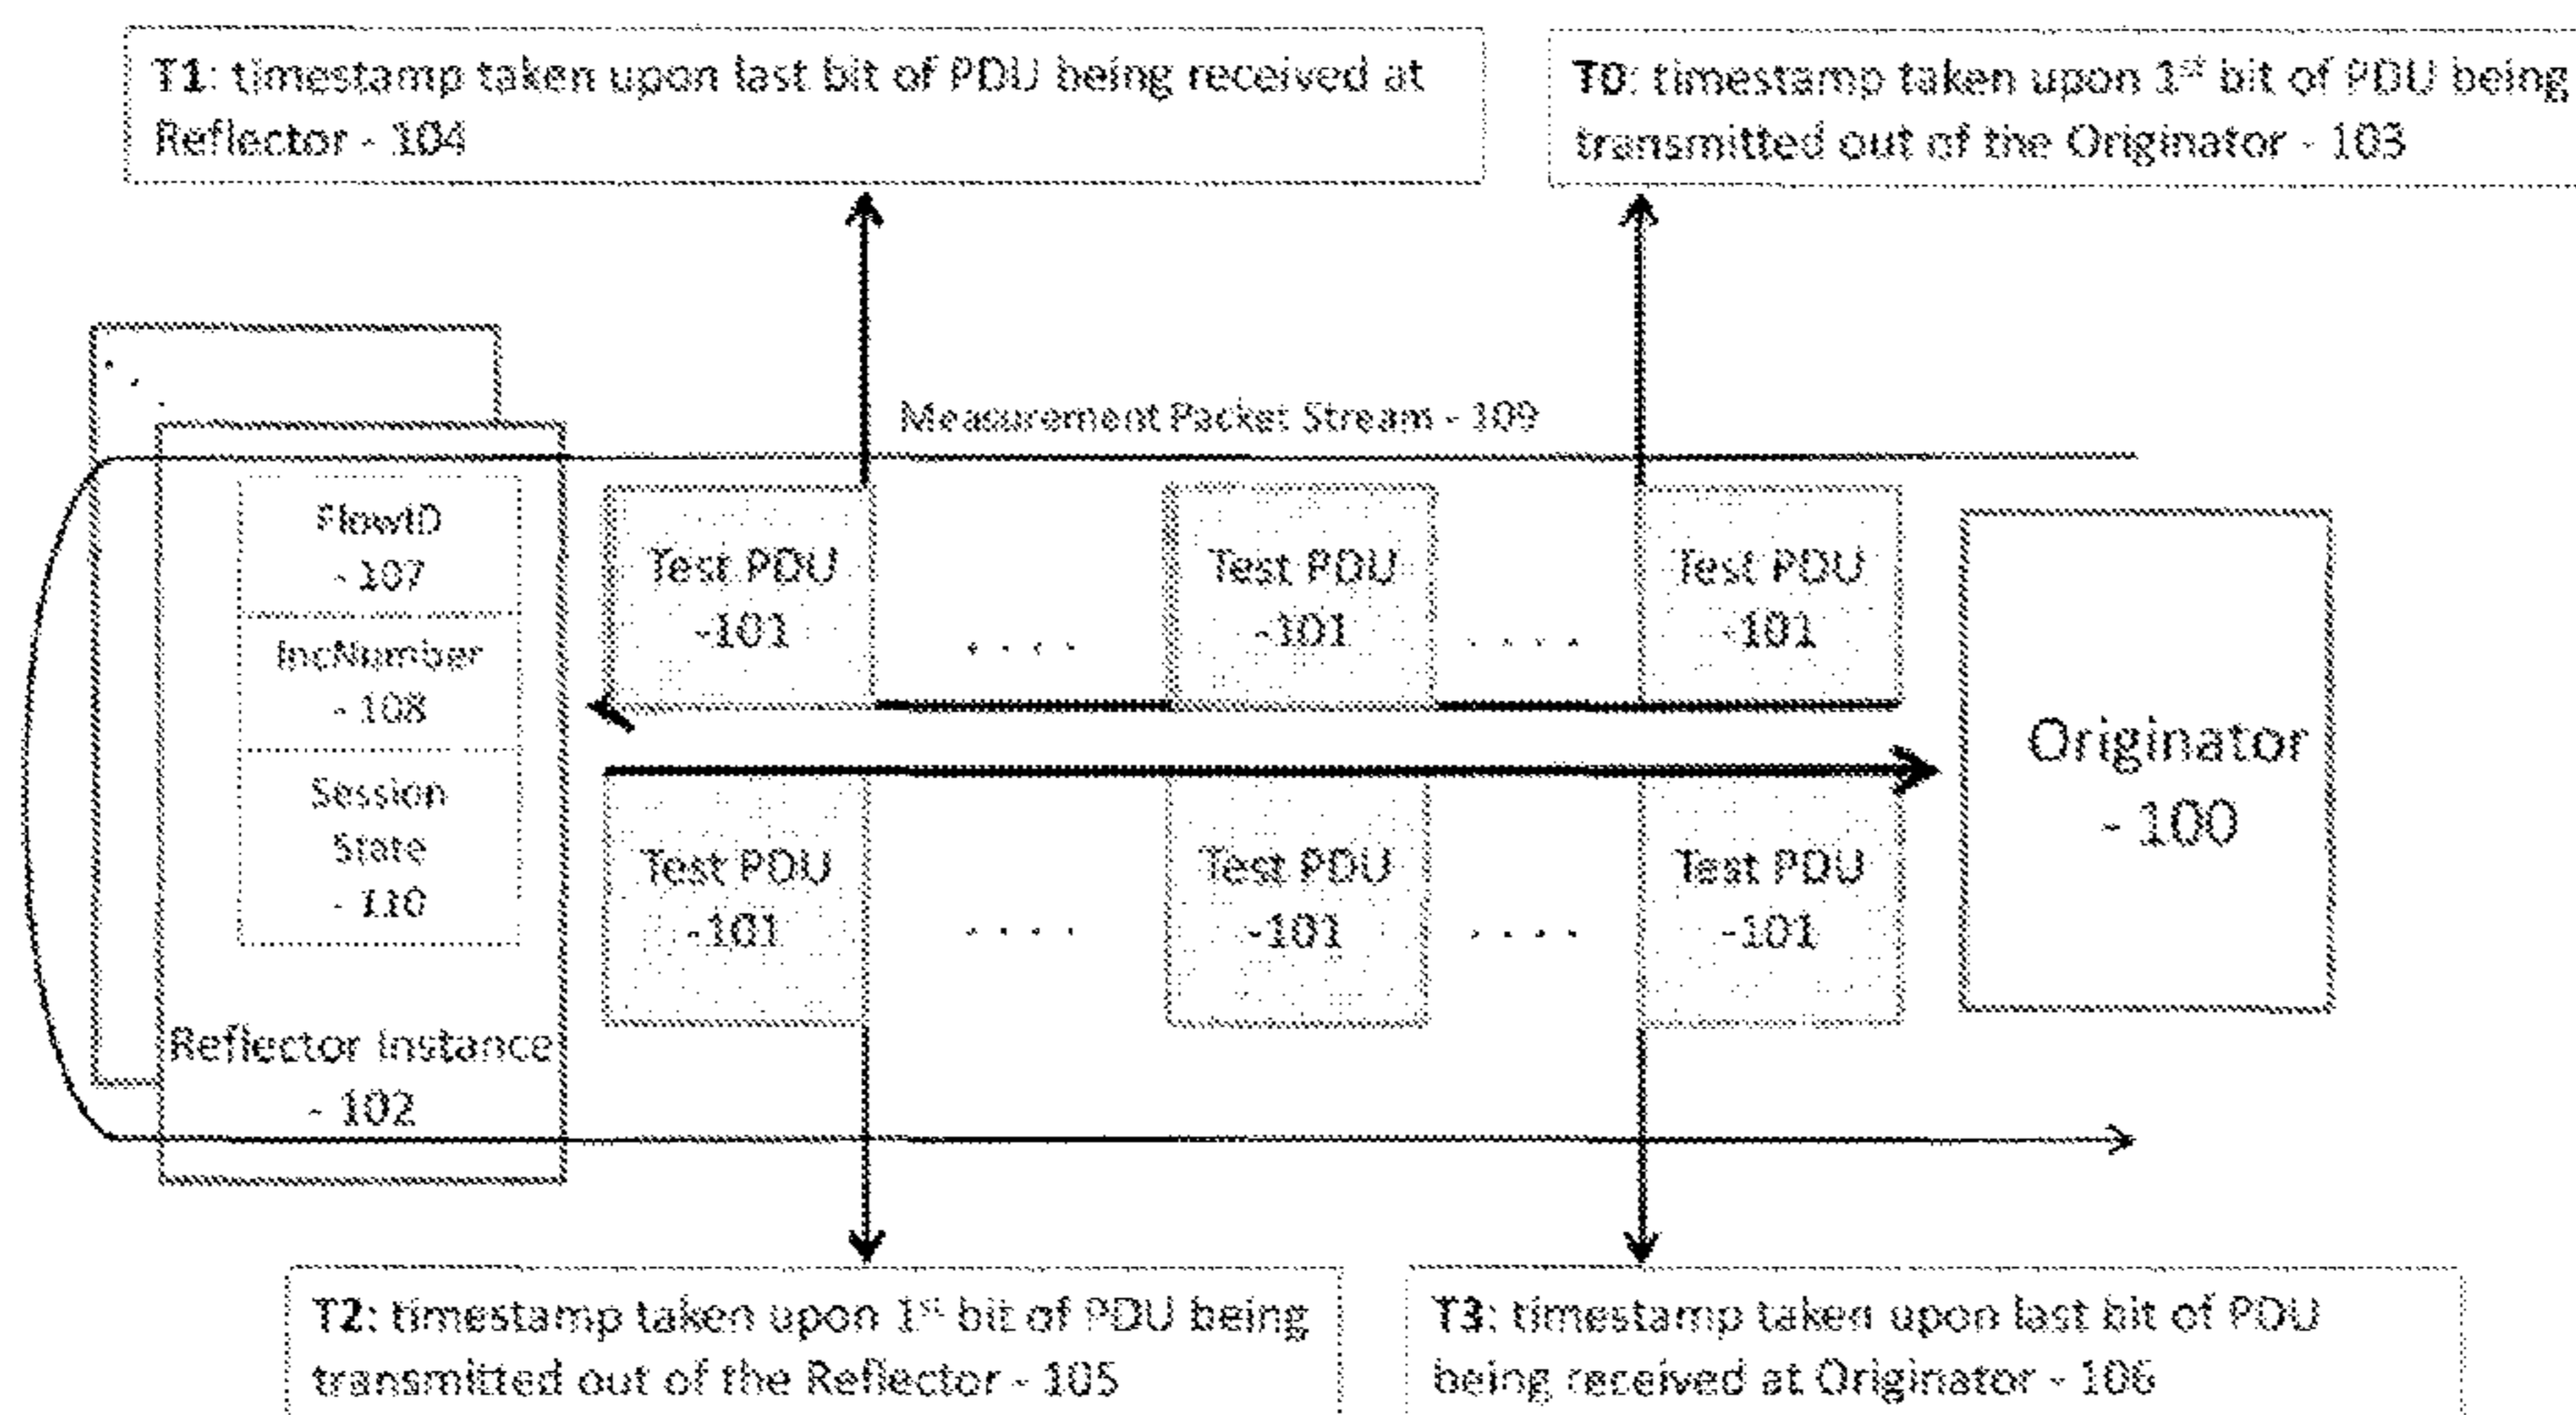 T1: timestamp taken upon last bit of PDU being received at
Reflector - 104
T0: timestamp taken upon 1st bit of PDU being
transmitted out of the Originator - 103
Measurement Packet Stream - 109
FlowID
- 107
IncNumber
- 108
Session
State
- 110
Reflector Instance
- 102
Test PDU
-101
. . . .
Test PDU
-101
. . . .
Test PDU
-101
Test PDU
-101
. . . .
Test PDU
-101
. . . .
Test PDU
-101
Originator
- 100
T2: timestamp taken upon 1st bit of PDU being
transmitted out of the Reflector - 105
T3: timestamp taken upon last bit of PDU
being received at Originator - 106